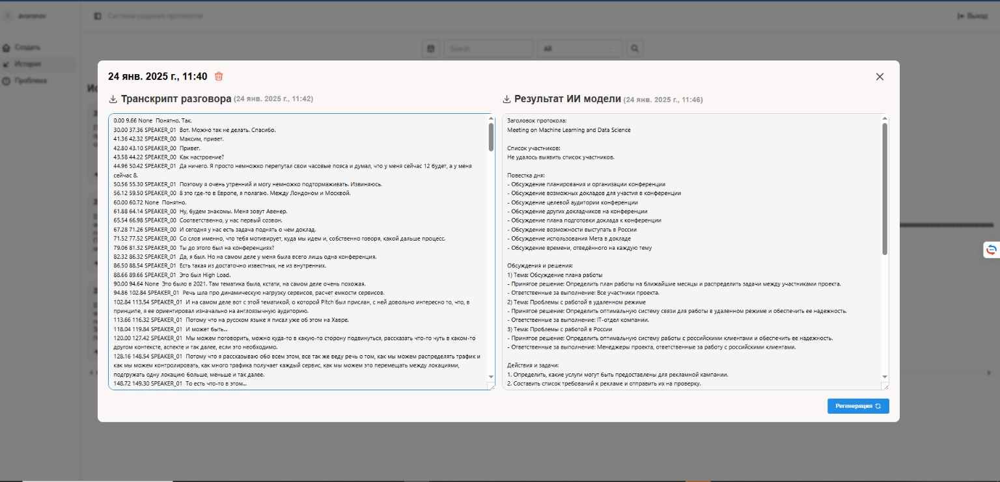 avoronov
Система создания протоколов
Выход
Создать
История
Проблема
Search
All
24 янв. 2025 г., 11:40
Транскрипт разговора (24 янв. 2025 г., 11:42)
0.00 9.66 None Понятно. Так.
30.00 37.36 SPEAKER_01 Вот. Можно так не делать. Спасибо.
41.36 42.32 SPEAKER_00 Максим, привет.
42.80 43.10 SPEAKER_00 Привет.
43.58 44.22 SPEAKER_00 Как настроение?
44.96 50.42 SPEAKER_01 Да ничего. Я просто немножко перепутал свои часовые пояса и думал, что у меня сейчас 12 будет, а у меня
сейчас 8.
50.56 55.30 SPEAKER_01 Поэтому я очень утренний и могу немножко подтормаживать. Извиняюсь.
56.12 59.50 SPEAKER_00 8 это где-то в Европе, я полагаю. Между Лондоном и Москвой.
60.00 60.72 None Понятно.
61.88 64.14 SPEAKER_00 Ну, будем знакомы. Меня зовут Авенер.
65.54 66.98 SPEAKER_00 Соответственно, у нас первый созвон.
67.28 71.26 SPEAKER_00 И сегодня у нас есть задача поднять о чем доклад.
71.52 77.52 SPEAKER_00 Со слов именно, что тебя мотивирует, куда мы идем и, собственно говоря, какой дальше процесс.
79.06 81.32 SPEAKER_00 Ты до этого был на конференциях?
82.32 86.32 SPEAKER_01 Да, я был. Но на самом деле у меня была всего лишь одна конференция.
86.50 88.54 SPEAKER_01 Есть такая из достаточно известных, не из внутренних.
88.66 89.66 SPEAKER_01 Это был High Load.
90.00 94.64 None Это было в 2021. Там тематика была, кстати, на самом деле очень похожая.
94.86 102.84 SPEAKER_01 Речь шла про динамическую нагрузку сервисов, расчет емкости сервисов.
102.84 113.54 SPEAKER_01 И на самом деле вот с этой тематикой, о которой Pitch был прислан, с ней довольно интересно то, что, в
принципе, я ее ориентировал изначально на англоязычную аудиторию.
113.66 116.32 SPEAKER_01 Потому что на русском языке я писал уже об этом на Хавре.
118.04 119.84 SPEAKER_01 И может быть...
120.00 127.42 SPEAKER_01 Мы можем поговорить, можно куда-то в какую-то сторону подвинуться, рассказать что-то чуть в каком-то
другом контексте, аспекте и так далее, если это необходимо.
128.16 148.54 SPEAKER_01 Потому что я рассказываю обо всем этом, все так же веду речь о том, как мы можем распределять трафик и
как мы можем контролировать, как много трафика получает каждый сервис, как мы можем это перемещать между локациями,
подгружать одну локацию больше, меньше и так далее.
148.72 149.30 SPEAKER_01 То есть что-то в этом...
Результат ИИ модели (24 янв. 2025 г., 11:46)
Заголовок протокола:
Meeting on Machine Learning and Data Science
Список участников:
Не удалось выявить список участников.
Повестка дня:
- Обсуждение планирования и организации конференции
- Обсуждение возможных докладов для участия в конференции
- Обсуждение целевой аудитории конференции
- Обсуждение других докладчиков на конференции
- Обсуждение плана подготовки доклада к конференции
- Обсуждение возможности выступать в России
- Обсуждение использования Мета в докладе
- Обсуждение времени, отведённого на каждую тему
Обсуждения и решения:
1) Тема: Обсуждение плана работы
- Принятое решение: Определить план работы на ближайшие месяцы и распределить задачи между участниками проекта.
- Ответственные за выполнение: Все участники проекта.
2) Тема: Проблемы с работой в удаленном режиме
- Принятое решение: Определить оптимальную систему связи для работы в удаленном режиме и обеспечить ее надежность.
- Ответственные за выполнение: IT-отдел компании.
3) Тема: Проблемы с работой в России
- Принятое решение: Определить оптимальную систему работы с российскими клиентами и обеспечить ее надежность.
- Ответственные за выполнение: Менеджеры проекта, ответственные за работу с российскими клиентами.
Действия и задачи:
1. Определить, какие услуги могут быть предоставлены для рекламной кампании.
2. Составить список требований к рекламе и отправить их на проверку.
Регенерация